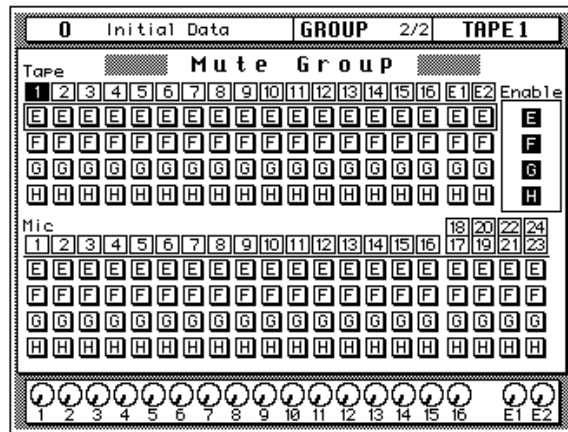 0 Initial Data GROUP 2/2 TAPE 1
Mute Group
Tape
1 2 3 4 5 6 7 8 9 10 11 12 13 14 15 16 E1 E2 Enable
E E E E E E E E E E E E E E E E E E E
F F F F F F F F F F F F F F F F F F F
G G G G G G G G G G G G G G G G G G G
H H H H H H H H H H H H H H H H H H H
Mic
18 20 22 24
1 2 3 4 5 6 7 8 9 10 11 12 13 14 15 16 17 19 21 23
E E E E E E E E E E E E E E E E E E E E
F F F F F F F F F F F F F F F F F F F F
G G G G G G G G G G G G G G G G G G G G
H H H H H H H H H H H H H H H H H H H H
1 2 3 4 5 6 7 8 9 10 11 12 13 14 15 16 E1 E2